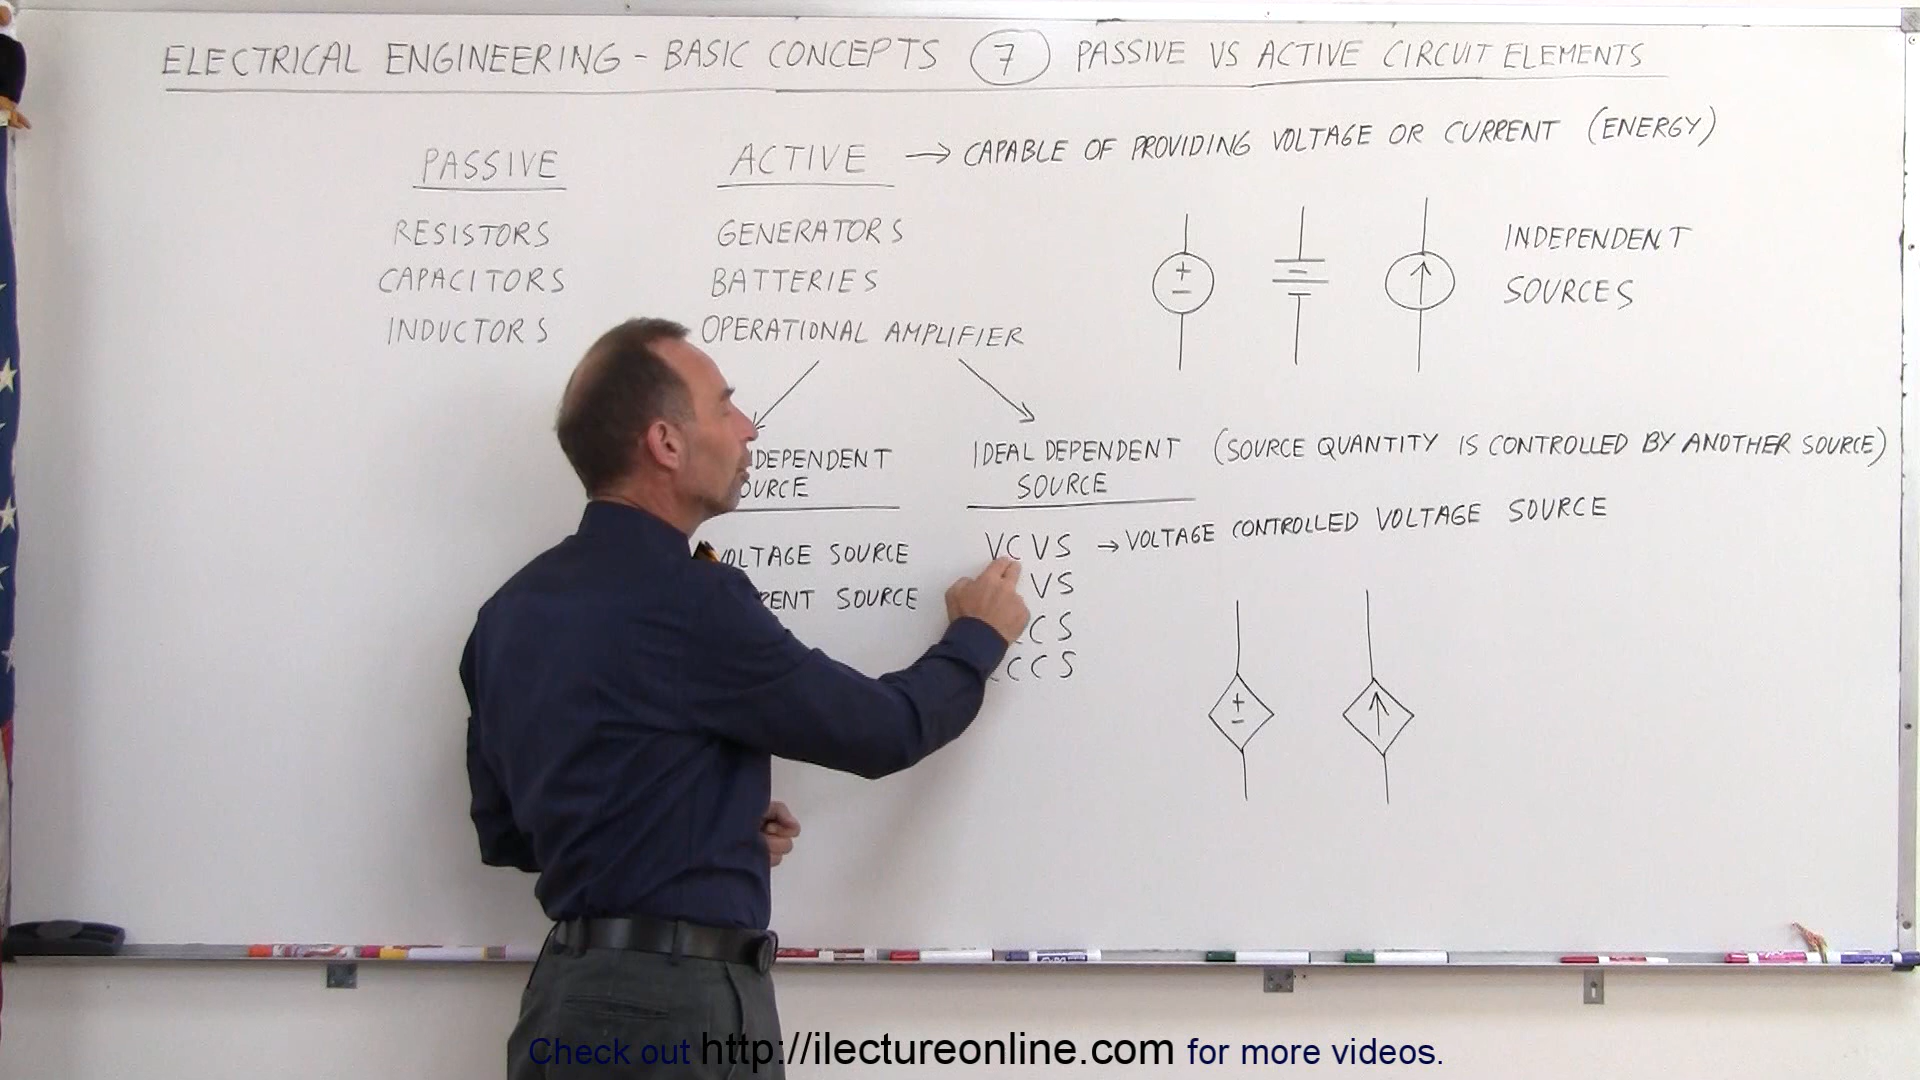 ELECTRICAL ENGINEERING - BASIC CONCEPTS 7 PASSIVE VS ACTIVE CIRCUIT ELEMENTS
PASSIVE
RESISTORS
CAPACITORS
INDUCTORS
ACTIVE → CAPABLE OF PROVIDING VOLTAGE OR CURRENT (ENERGY)
GENERATORS
BATTERIES
OPERATIONAL AMPLIFIER
+
-
INDEPENDENT
SOURCES
SOURCE
IDEAL DEPENDENT (SOURCE QUANTITY IS CONTROLLED BY ANOTHER SOURCE)
SOURCE
VCVS → VOLTAGE CONTROLLED VOLTAGE SOURCE
VS
CS
CCS
+
-
SOURCE
Check out http://ilectureonline.com for more videos.